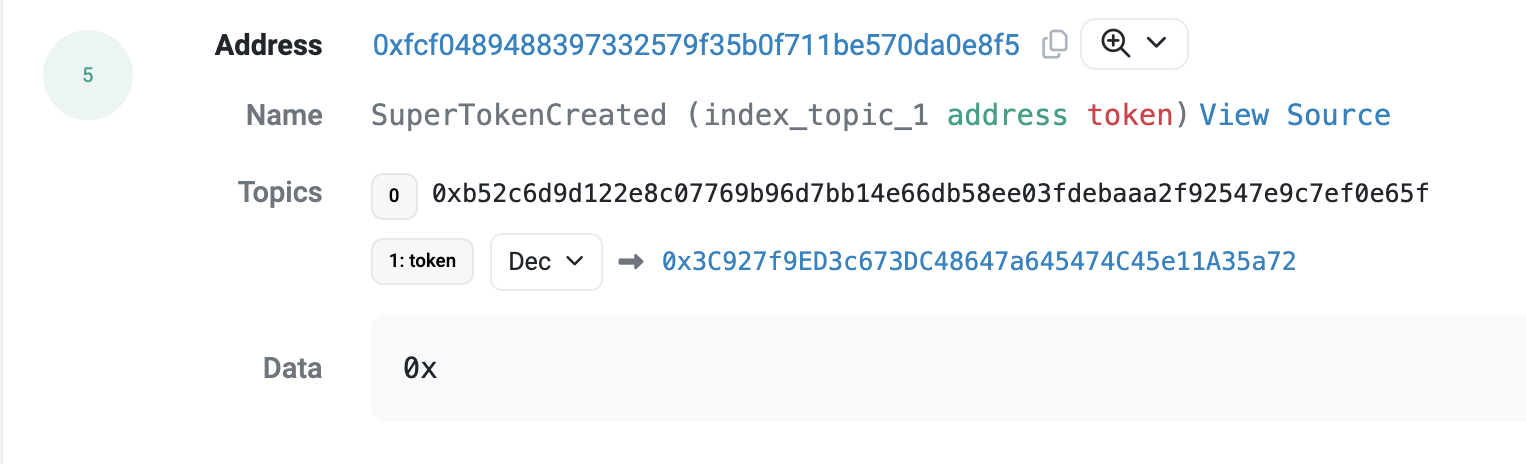 5
Address 0xfcf0489488397332579f35b0f711be570da0e8f5
Name SuperTokenCreated (index_topic_1 address token) View Source
Topics 0 0xb52c6d9d122e8c07769b96d7bb14e66db58ee03fdebaaa2f92547e9c7ef0e65f
1: token Dec 0x3C927f9ED3c673DC48647a645474C45e11A35a72
Data 0x